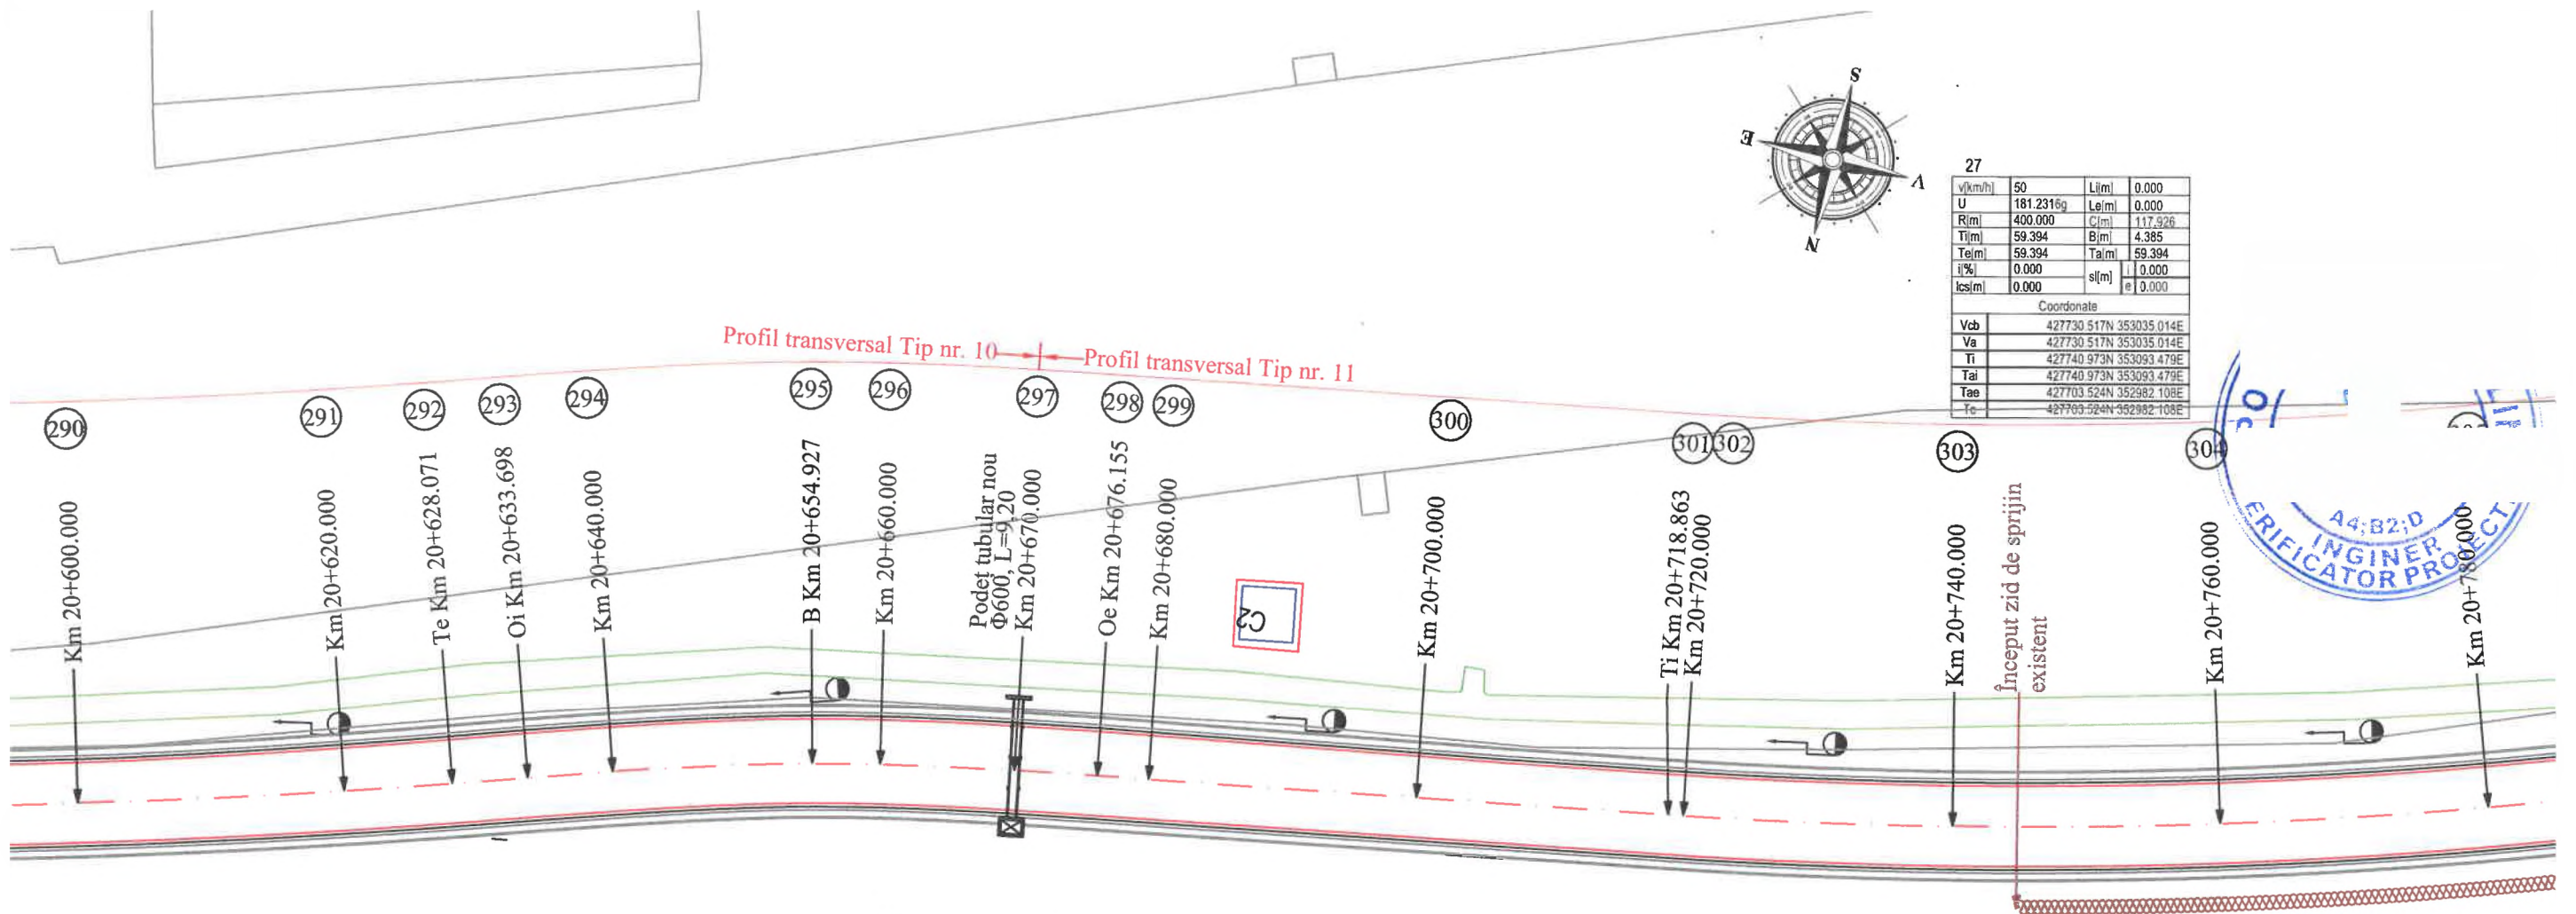 S
E
V
N
27
v[km/h] 50 Li[m] 0.000
U 181.2316g Le[m] 0.000
R[m] 400.000 C[m] 117.926
Ti[m] 59.394 B[m] 4.385
Te[m] 59.394 Ta[m] 59.394
i[%] 0.000 sl[m] i 0.000
lcs[m] 0.000 e 0.000
Coordonate
Vcb 427730.517N 353035.014E
Va 427730.517N 353035.014E
Ti 427740.973N 353093.479E
Tai 427740.973N 353093.479E
Tae 427703.524N 352982.108E
Te 427703.524N 352982.108E
Profil transversal Tip nr. 10
Profil transversal Tip nr. 11
290
291
292
293
294
295
296
297
298
299
300
301
302
303
304
Km 20+600.000
Km 20+620.000
Te Km 20+628.071
Oi Km 20+633.698
Km 20+640.000
B Km 20+654.927
Km 20+660.000
Podeț tubular nou
Φ600, L=9,20
Km 20+670.000
Oe Km 20+676.155
Km 20+680.000
C2
Km 20+700.000
Ti Km 20+718.863
Km 20+720.000
Km 20+740.000
Început zid de sprijin
existent
Km 20+760.000
Km 20+780.000
A4;B2;D
INGINER
ERIFICATOR PROIECT